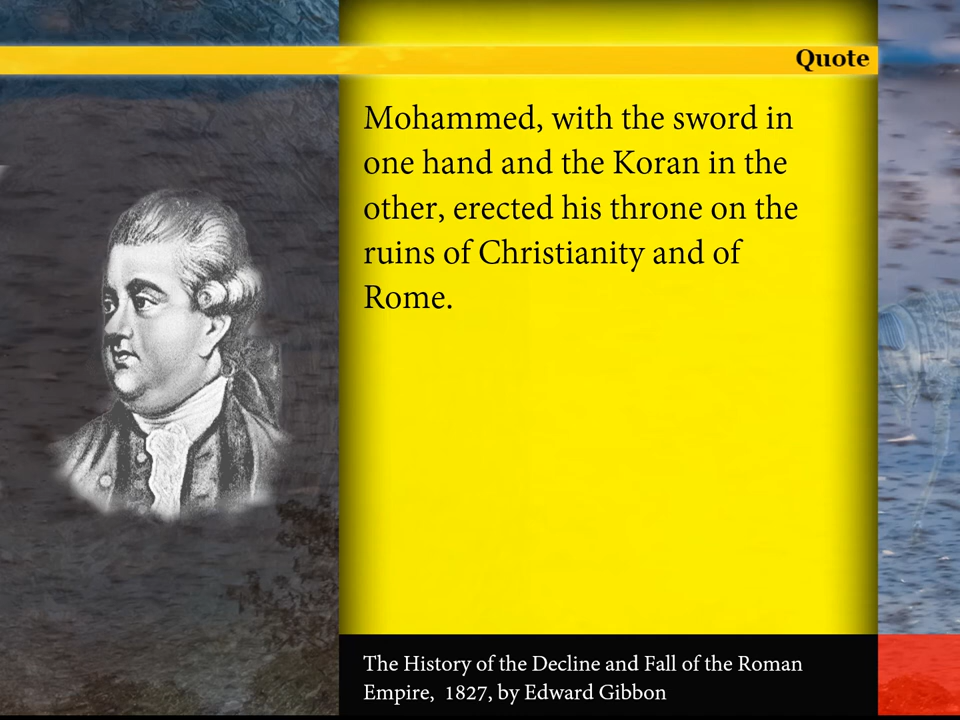 Quote
Mohammed, with the sword in
one hand and the Koran in the
other, erected his throne on the
ruins of Christianity and of
Rome.
The History of the Decline and Fall of the Roman
Empire,  1827, by Edward Gibbon